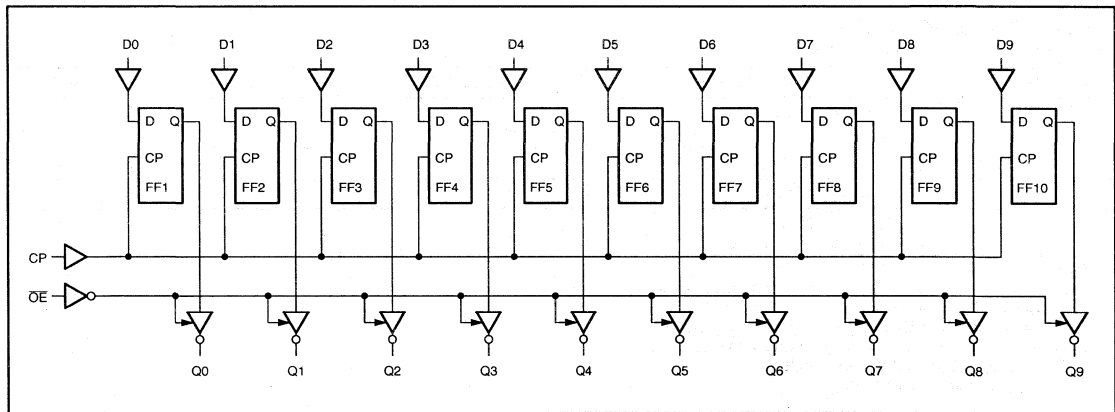 D0 D1 D2 D3 D4 D5 D6 D7 D8 D9
D Q D Q D Q D Q D Q D Q D Q D Q D Q D Q
CP CP CP CP CP CP CP CP CP CP
FF1 FF2 FF3 FF4 FF5 FF6 FF7 FF8 FF9 FF10
CP
O̅E̅
Q0 Q1 Q2 Q3 Q4 Q5 Q6 Q7 Q8 Q9